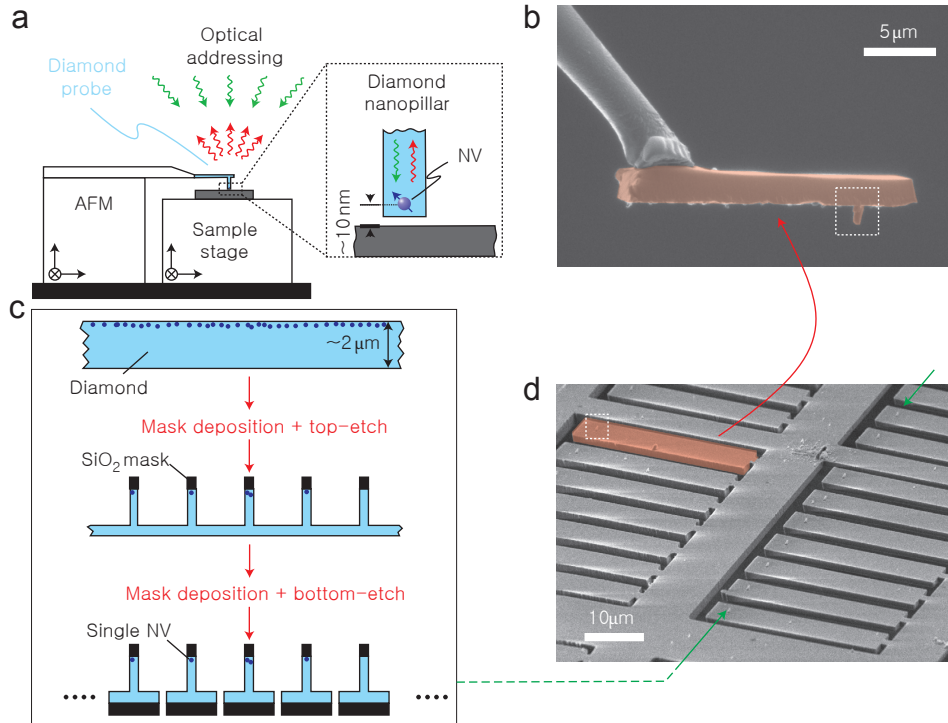 a
Optical
addressing
Diamond
probe
Diamond
nanopillar
NV
~10nm
AFM
Sample
stage
b
5μm
c
~2μm
Diamond
Mask deposition + top-etch
SiO₂ mask
Mask deposition + bottom-etch
Single NV
d
10μm